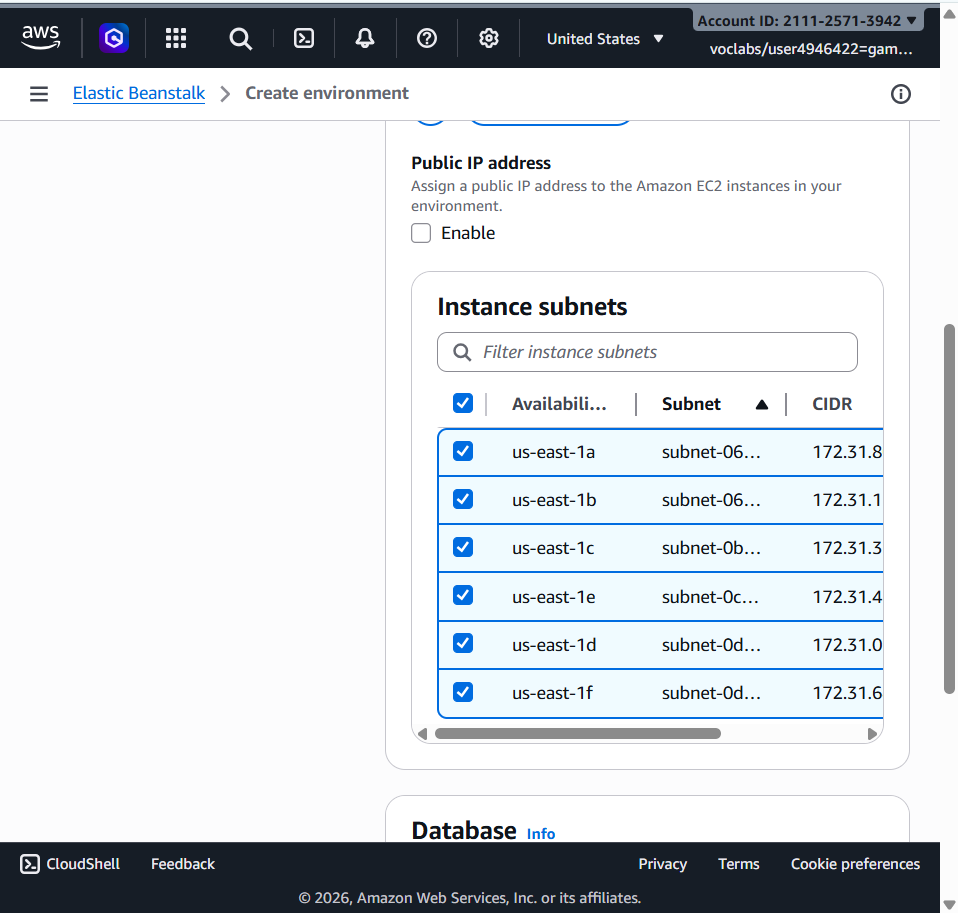 aws
United States ▼
Account ID: 2111-2571-3942 ▼
voclabs/user4946422=gam...
Elastic Beanstalk > Create environment
Public IP address
Assign a public IP address to the Amazon EC2 instances in your
environment.
Enable
Instance subnets
Filter instance subnets
Availabili... Subnet ▲ CIDR
us-east-1a subnet-06... 172.31.8
us-east-1b subnet-06... 172.31.1
us-east-1c subnet-0b... 172.31.3
us-east-1e subnet-0c... 172.31.4
us-east-1d subnet-0d... 172.31.0
us-east-1f subnet-0d... 172.31.6
Database Info
CloudShell Feedback Privacy Terms Cookie preferences
© 2026, Amazon Web Services, Inc. or its affiliates.